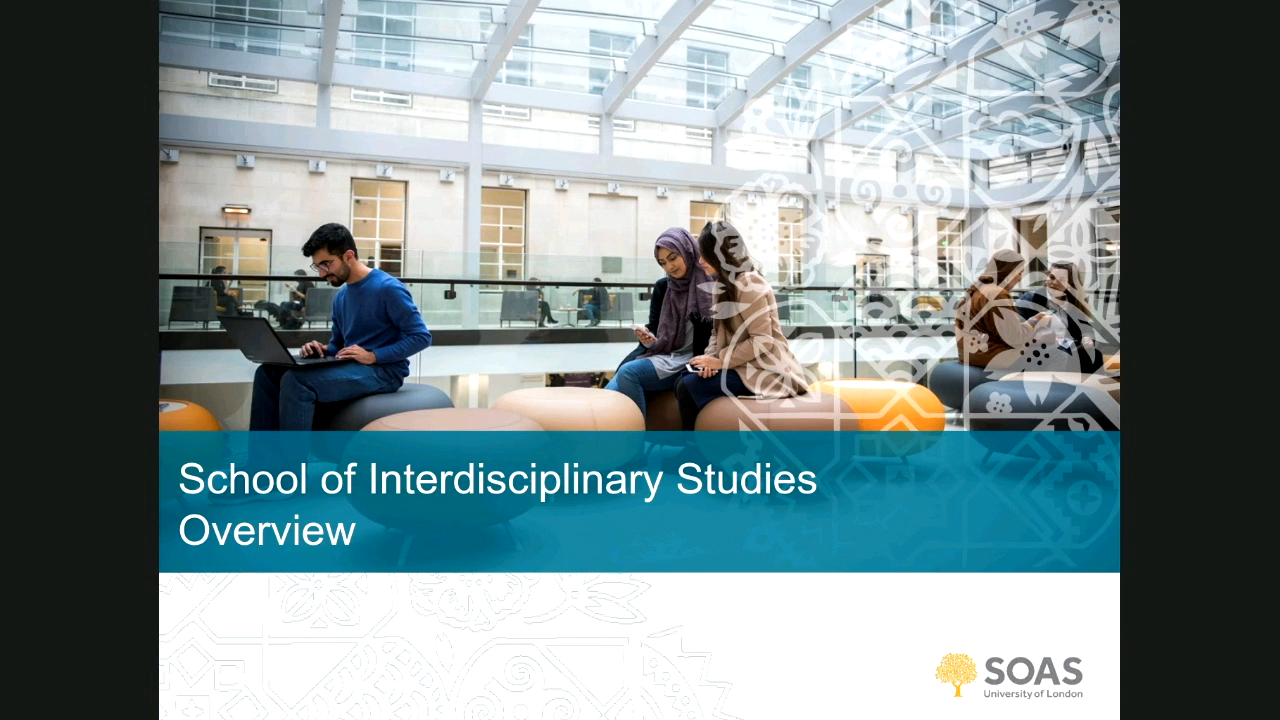 School of Interdisciplinary Studies
Overview
SOAS
University of London